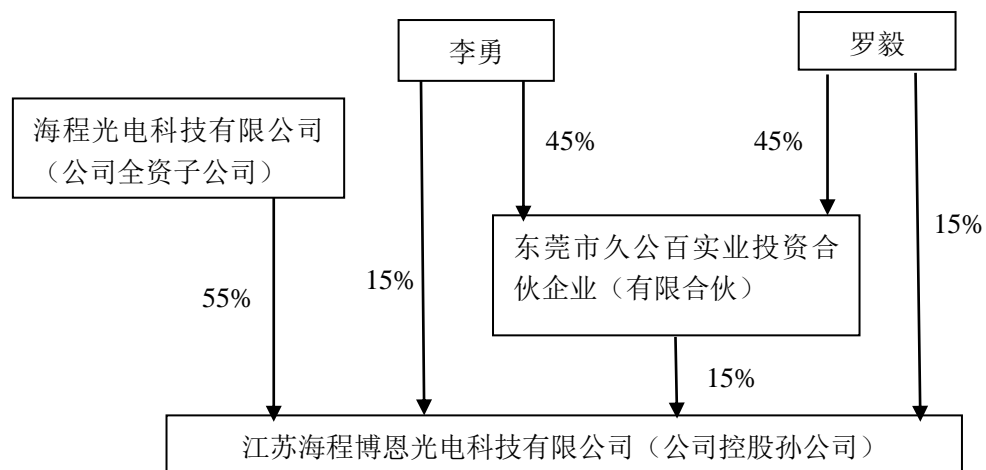 李勇
罗毅
海程光电科技有限公司
（公司全资子公司）
45%
45%
东莞市久公百实业投资合
伙企业（有限合伙）
15%
15%
55%
15%
江苏海程博恩光电科技有限公司（公司控股孙公司）